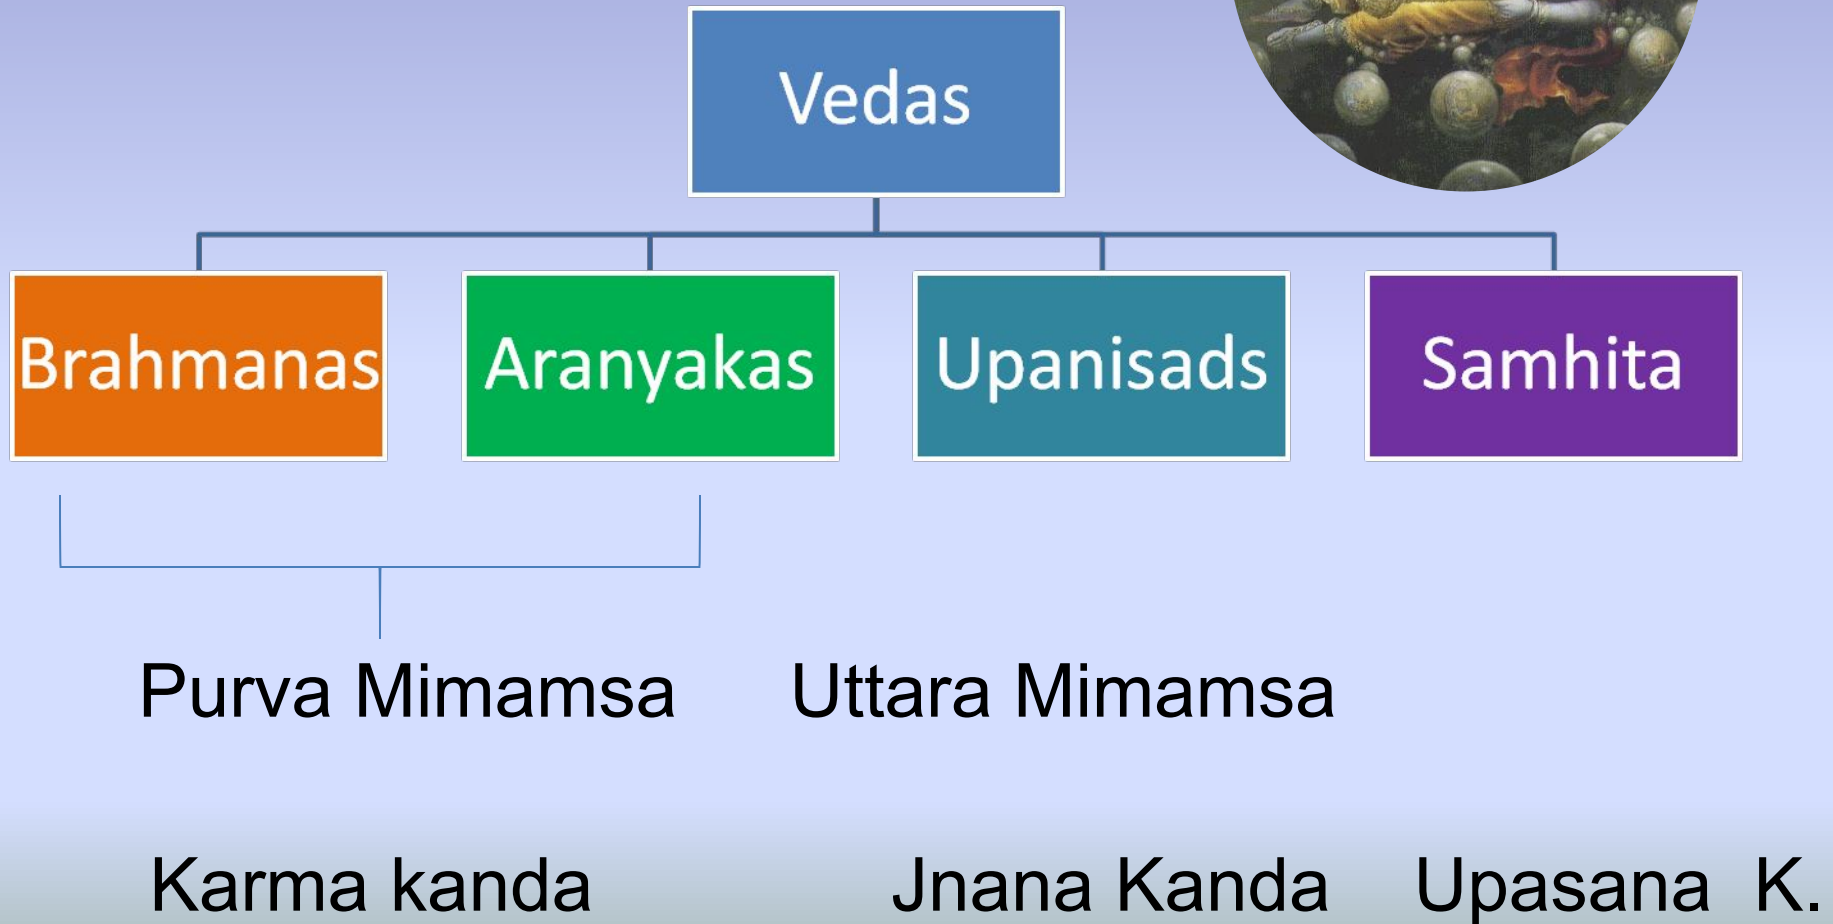 Vedas
Brahmanas Aranyakas Upanisads Samhita
Purva Mimamsa Uttara Mimamsa
Karma kanda Jnana Kanda Upasana K.